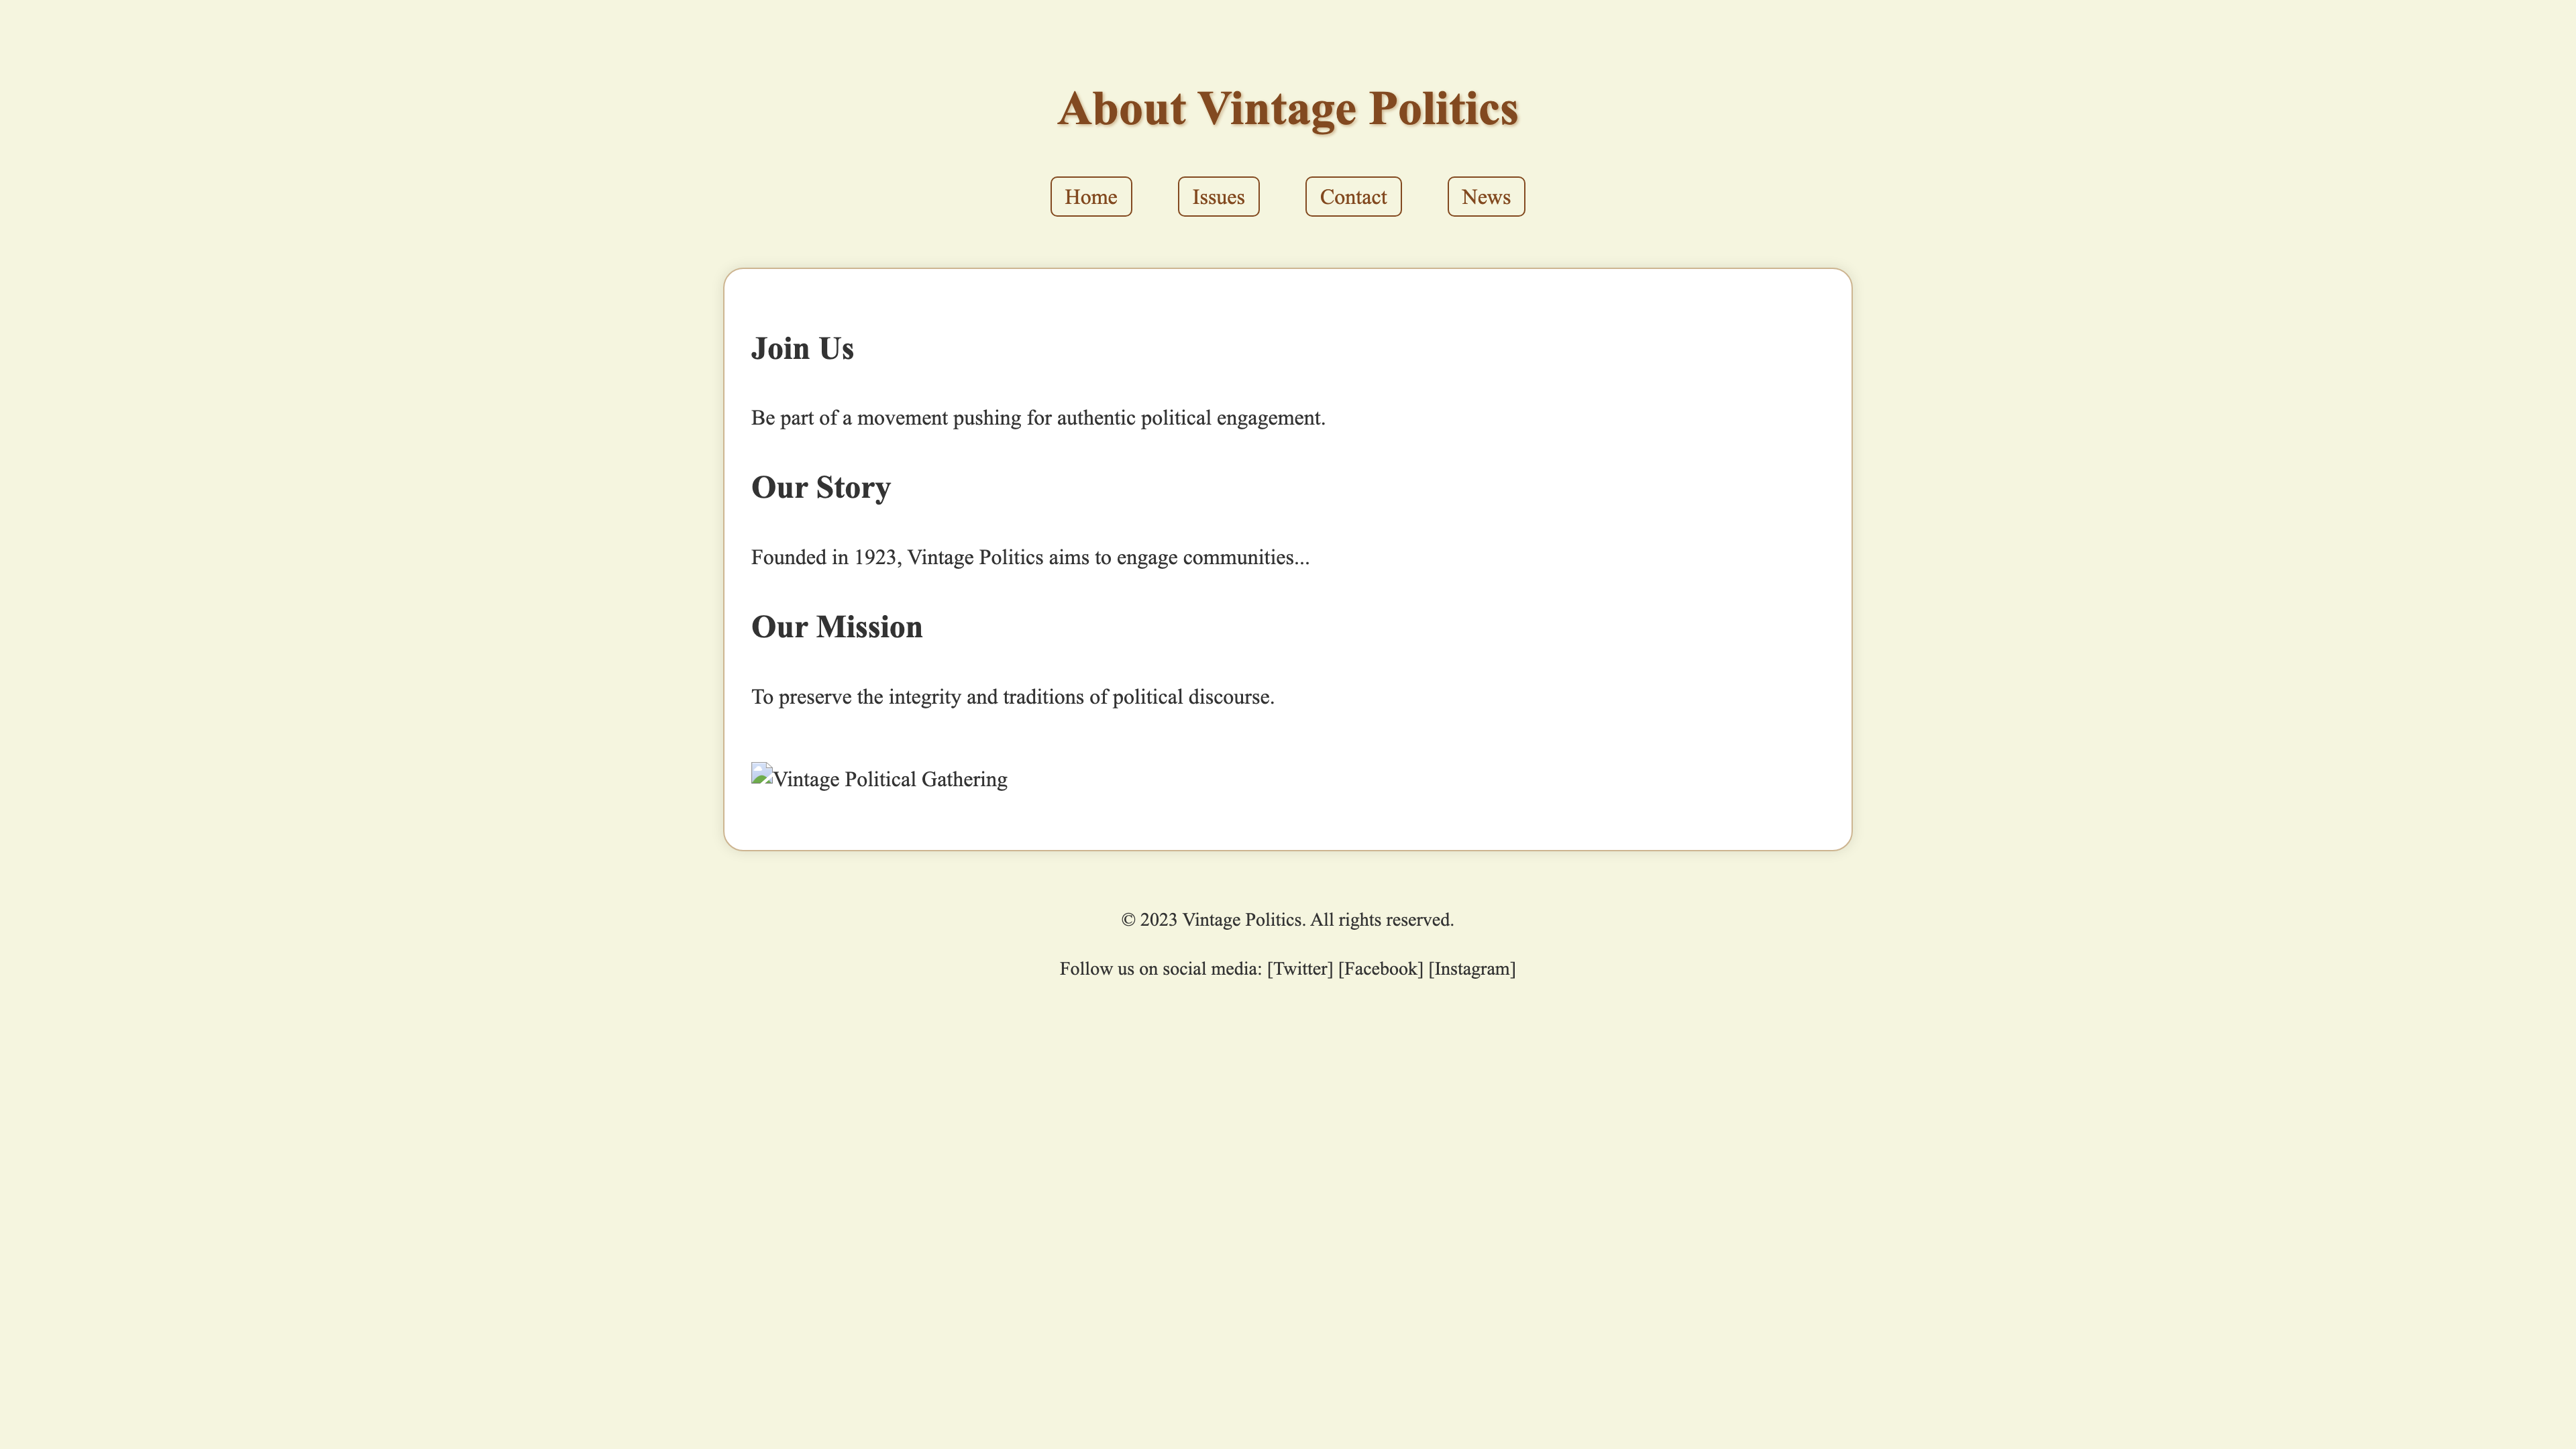 About Vintage Politics
Home Issues Contact News
Join Us
Be part of a movement pushing for authentic political engagement.
Our Story
Founded in 1923, Vintage Politics aims to engage communities...
Our Mission
To preserve the integrity and traditions of political discourse.
Vintage Political Gathering
© 2023 Vintage Politics. All rights reserved.
Follow us on social media: [Twitter] [Facebook] [Instagram]